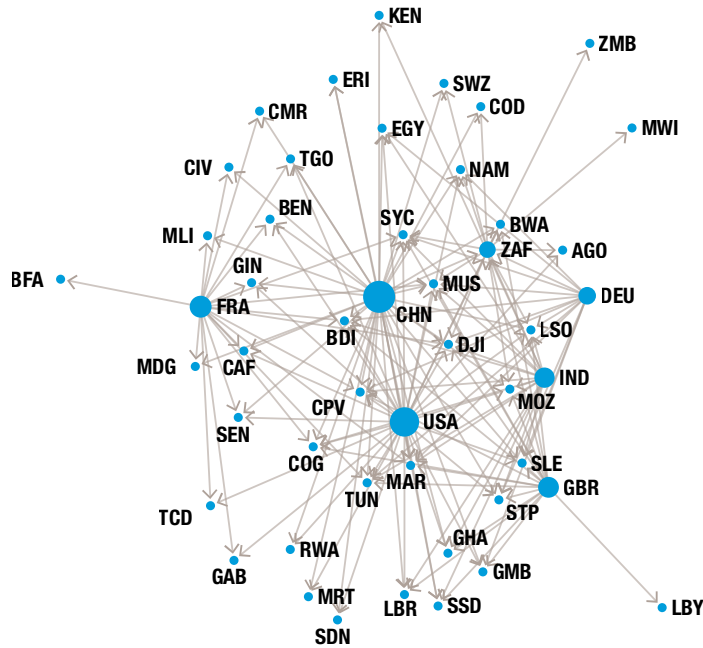 KEN
ZMB
ERI
SWZ
COD
CMR
EGY
MWI
TGO
CIV
NAM
BEN
SYC
BWA
MLI
ZAF
AGO
BFA
GIN
MUS
DEU
FRA
CHN
LSO
BDI
DJI
MDG
CAF
IND
CPV
MOZ
USA
SEN
COG
MAR
SLE
TUN
GBR
STP
TCD
GHA
RWA
GAB
GMB
MRT
LBR
SSD
LBY
SDN